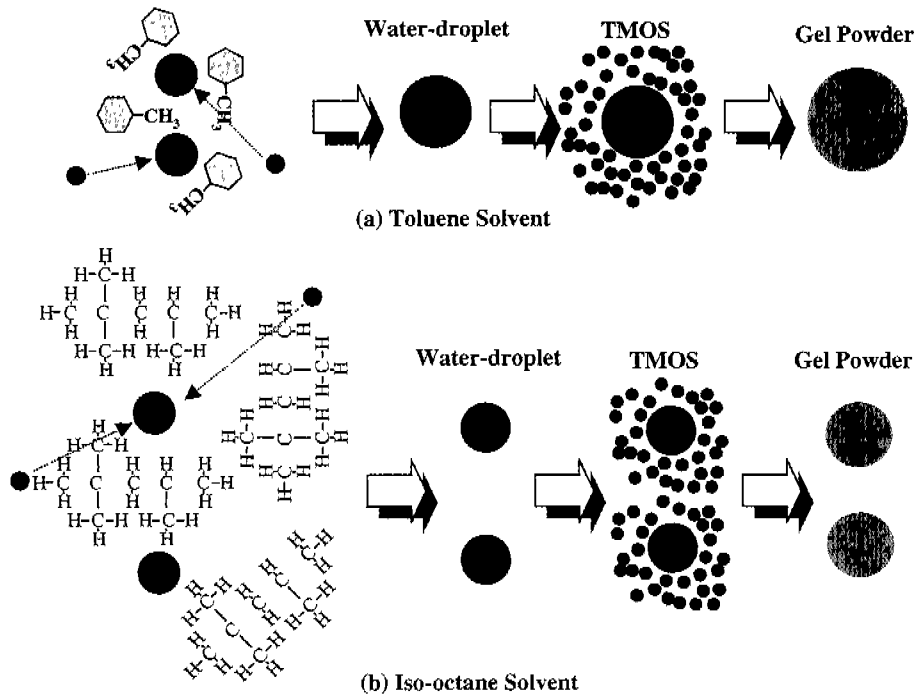 Water-droplet
TMOS
Gel Powder
CH₃
CH₃
CH₃
CH₃
(a) Toluene Solvent
H
H-C-H
H H H H
H-C C C C C-H
H H H
H-C-H H-C-H
H H
Water-droplet
TMOS
Gel Powder
H
H-C-H
H H H H
H-C C C C C-H
H H H
H-C-H H-C-H
H H
(b) Iso-octane Solvent